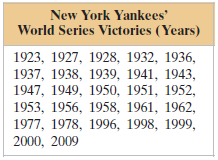 New York Yankees'
World Series Victories (Years)
1923, 1927, 1928, 1932, 1936,
1937, 1938, 1939, 1941, 1943,
1947, 1949, 1950, 1951, 1952,
1953, 1956, 1958, 1961, 1962,
1977, 1978, 1996, 1998, 1999,
2000, 2009